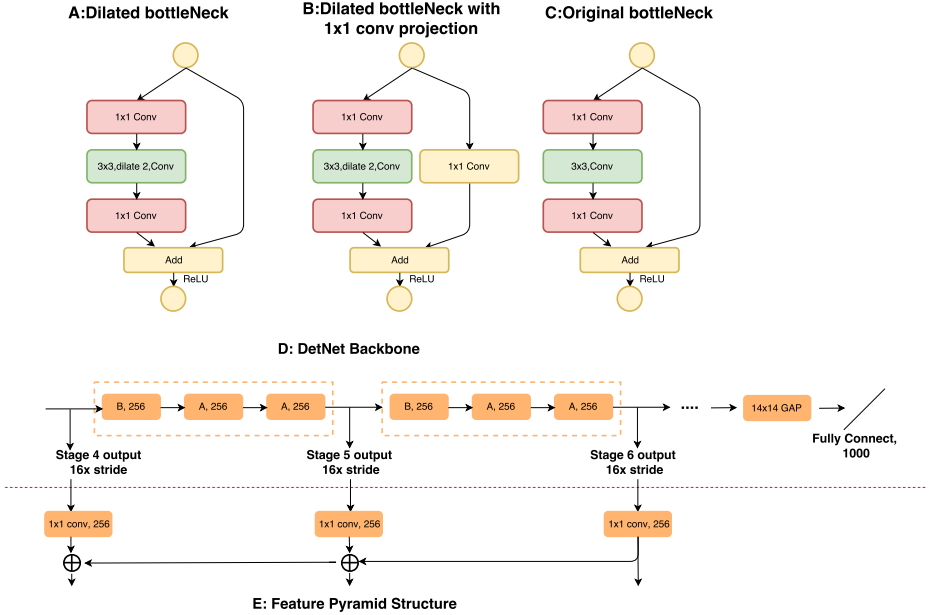 A:Dilated bottleNeck
B:Dilated bottleNeck with
1x1 conv projection
C:Original bottleNeck
1x1 Conv
3x3,dilate 2,Conv
1x1 Conv
Add
ReLU
1x1 Conv
3x3,dilate 2,Conv
1x1 Conv
1x1 Conv
Add
ReLU
1x1 Conv
3x3,Conv
1x1 Conv
Add
ReLU
D: DetNet Backbone
B, 256
A, 256
A, 256
B, 256
A, 256
A, 256
....
14x14 GAP
Fully Connect,
1000
Stage 4 output
16x stride
Stage 5 output
16x stride
Stage 6 output
16x stride
1x1 conv, 256
1x1 conv, 256
1x1 conv, 256
E: Feature Pyramid Structure